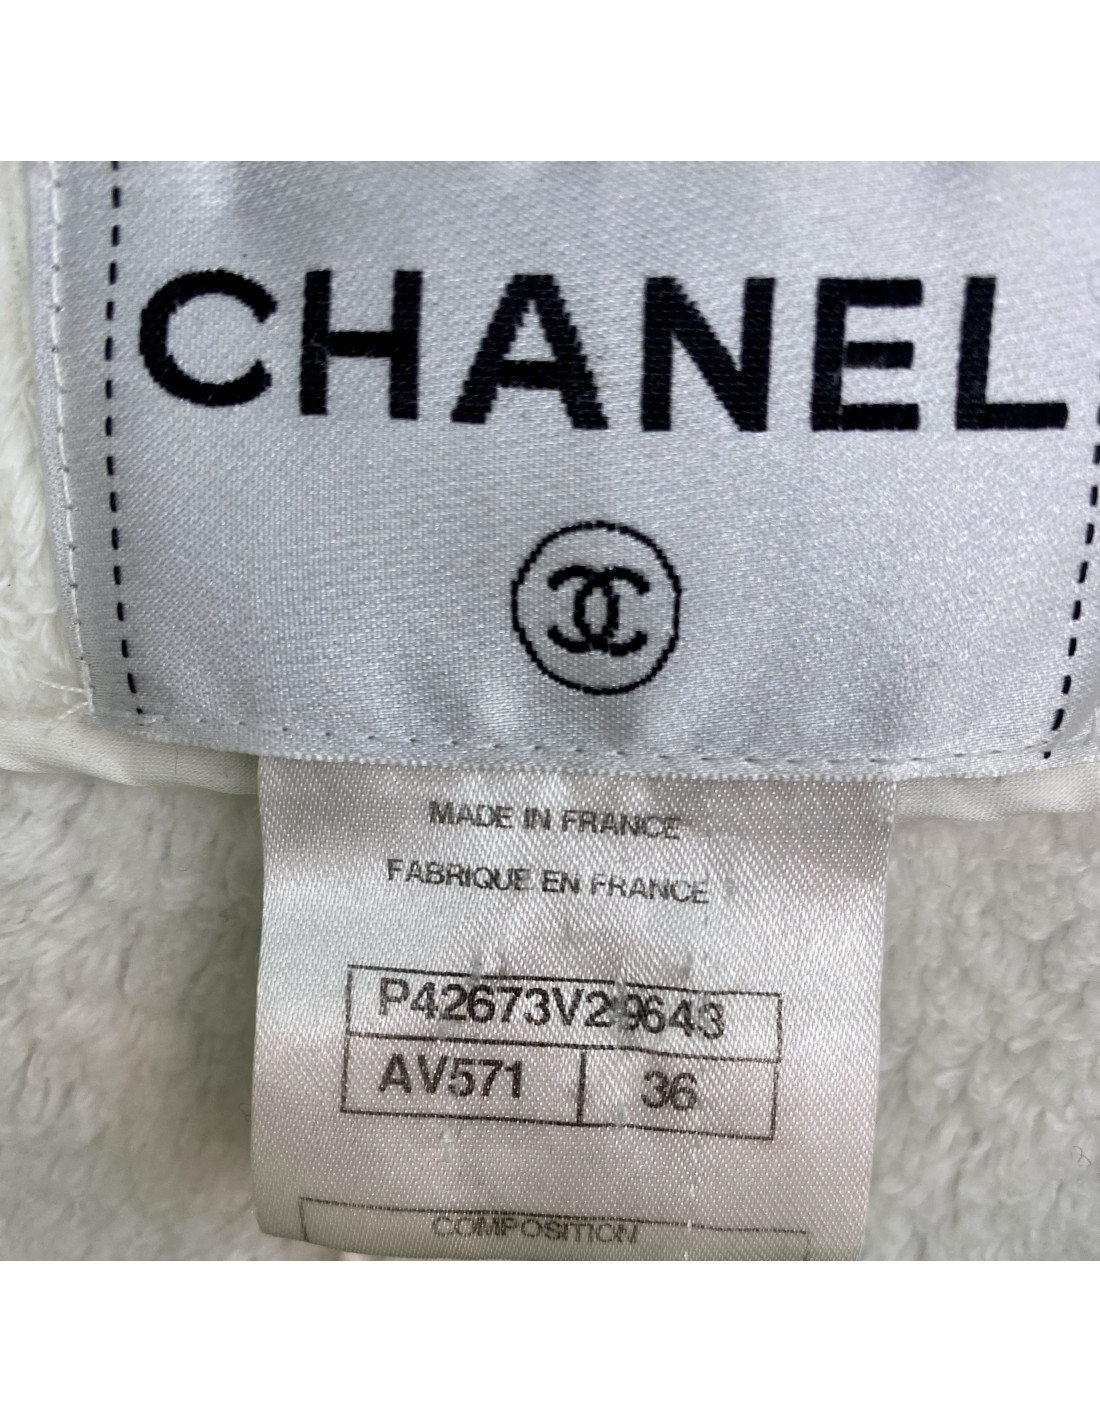 CHANEL
MADE IN FRANCE
FABRIQUE EN FRANCE
P42673V29643
AV571 36
COMPOSITION